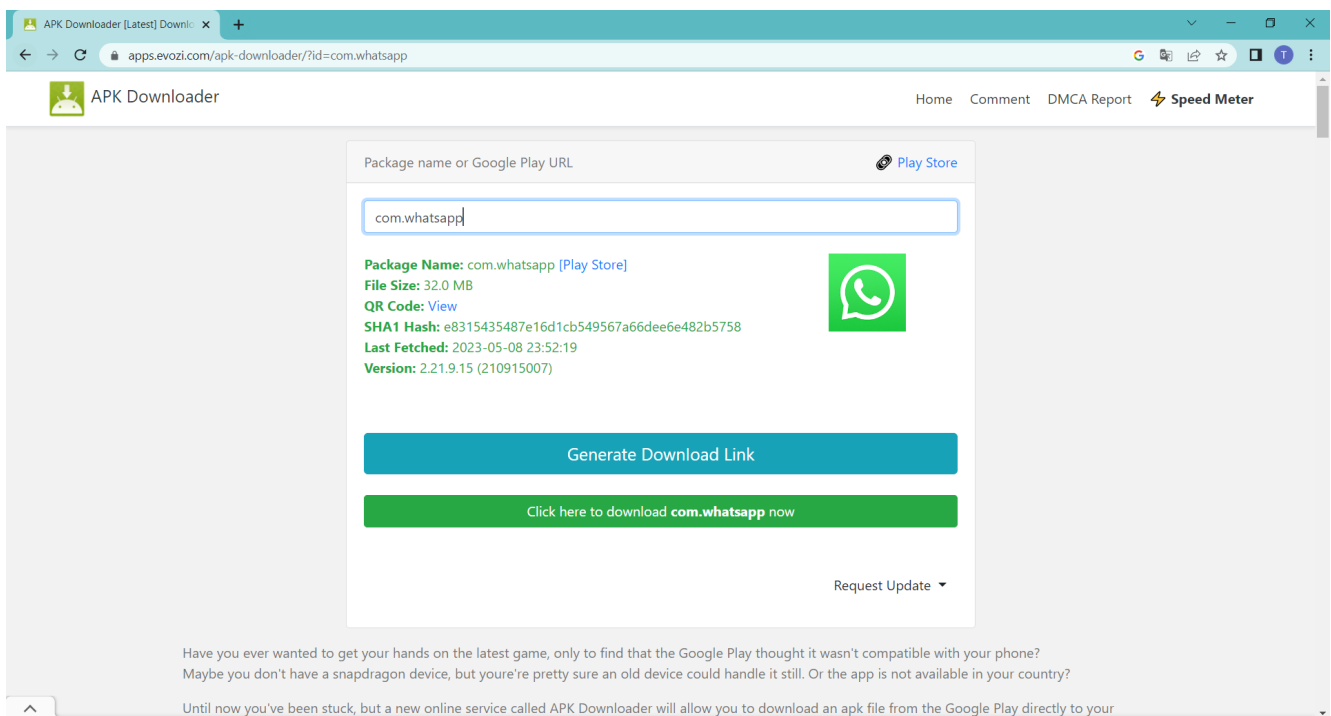 APK Downloader [Latest] Downlo
apps.evozi.com/apk-downloader/?id=com.whatsapp
T
APK Downloader
Home Comment DMCA Report Speed Meter
Package name or Google Play URL Play Store
com.whatsapp
Package Name: com.whatsapp [Play Store]
File Size: 32.0 MB
QR Code: View
SHA1 Hash: e8315435487e16d1cb549567a66dee6e482b5758
Last Fetched: 2023-05-08 23:52:19
Version: 2.21.9.15 (210915007)
Generate Download Link
Click here to download com.whatsapp now
Request Update
Have you ever wanted to get your hands on the latest game, only to find that the Google Play thought it wasn't compatible with your phone?
Maybe you don't have a snapdragon device, but youre're pretty sure an old device could handle it still. Or the app is not available in your country?
Until now you've been stuck, but a new online service called APK Downloader will allow you to download an apk file from the Google Play directly to your